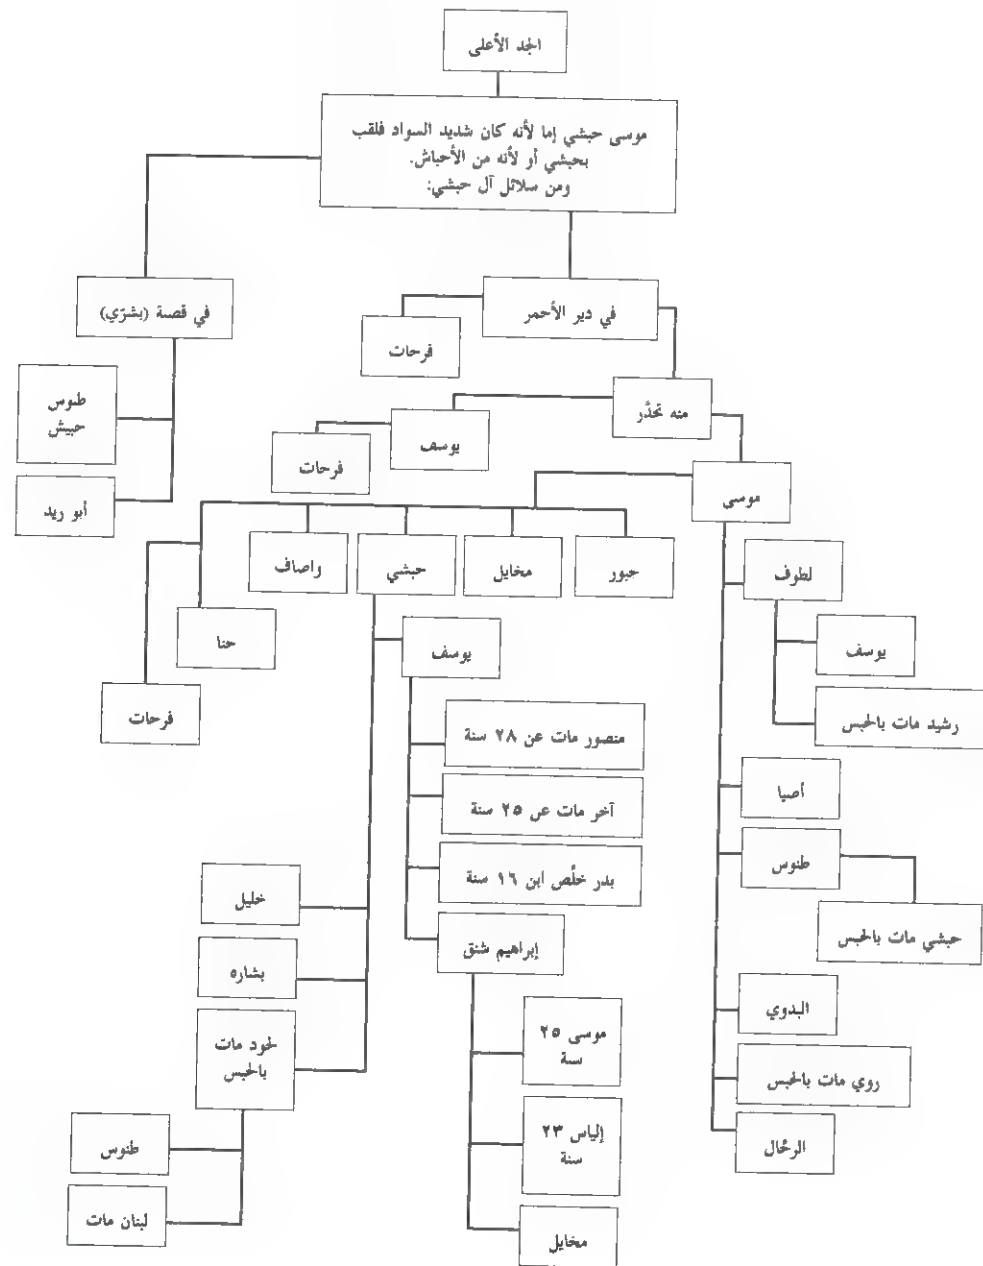 الجد الأعلى
موسى حبشي إما لأنه كان شديد السواد فلقب
بحبشي أو لأنه من الأحباش.
ومن سلائل آل حبشي:
في قصة (بشرّي)
في دير الأحمر
فرحات
طنوس
حبيش
أبو ريد
منه تحدّر
يوسف
فرحات
موسى
حبور
مخايل
حبشي
واصاف
حنا
فرحات
لطوف
يوسف
رشيد مات بالحبس
أصيا
طنوس
حبشي مات بالحبس
البدوي
روي مات بالحبس
الرحّال
يوسف
منصور مات عن ٢٨ سنة
آخر مات عن ٢٥ سنة
بدر خلّص ابن ١٦ سنة
إبراهيم شنق
موسى ٢٥
سنة
إلياس ٢٣
سنة
مخايل
خليل
بشاره
لحود مات
بالحبس
طنوس
لبنان مات